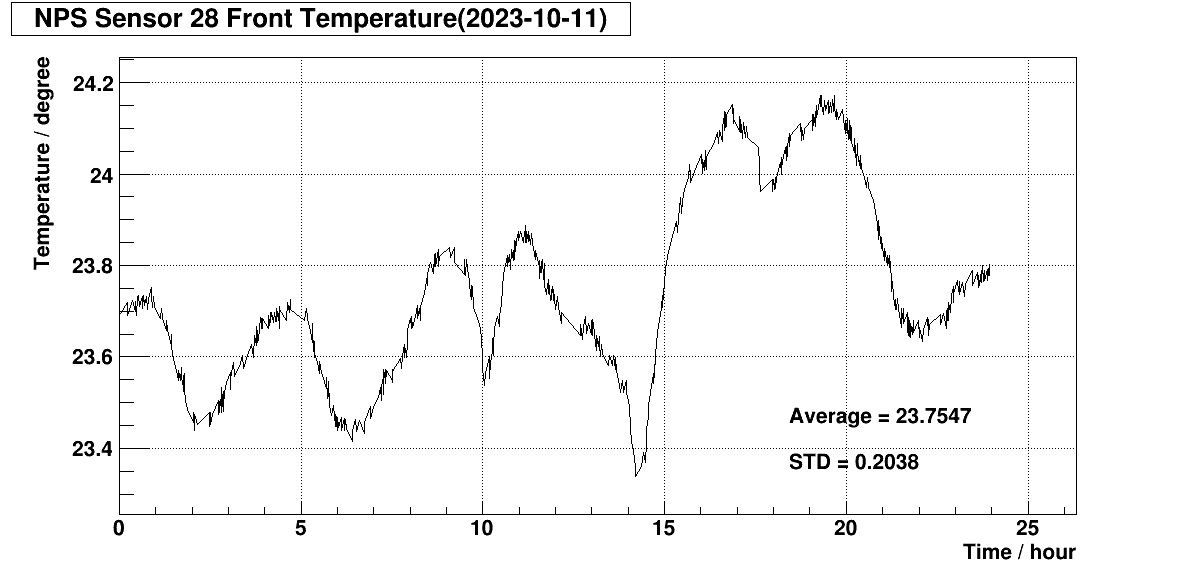 NPS Sensor 28 Front Temperature(2023-10-11)
Temperature / degree
24.2
24
23.8
23.6
23.4
Average = 23.7547
STD = 0.2038
0 5 10 15 20 25
Time / hour